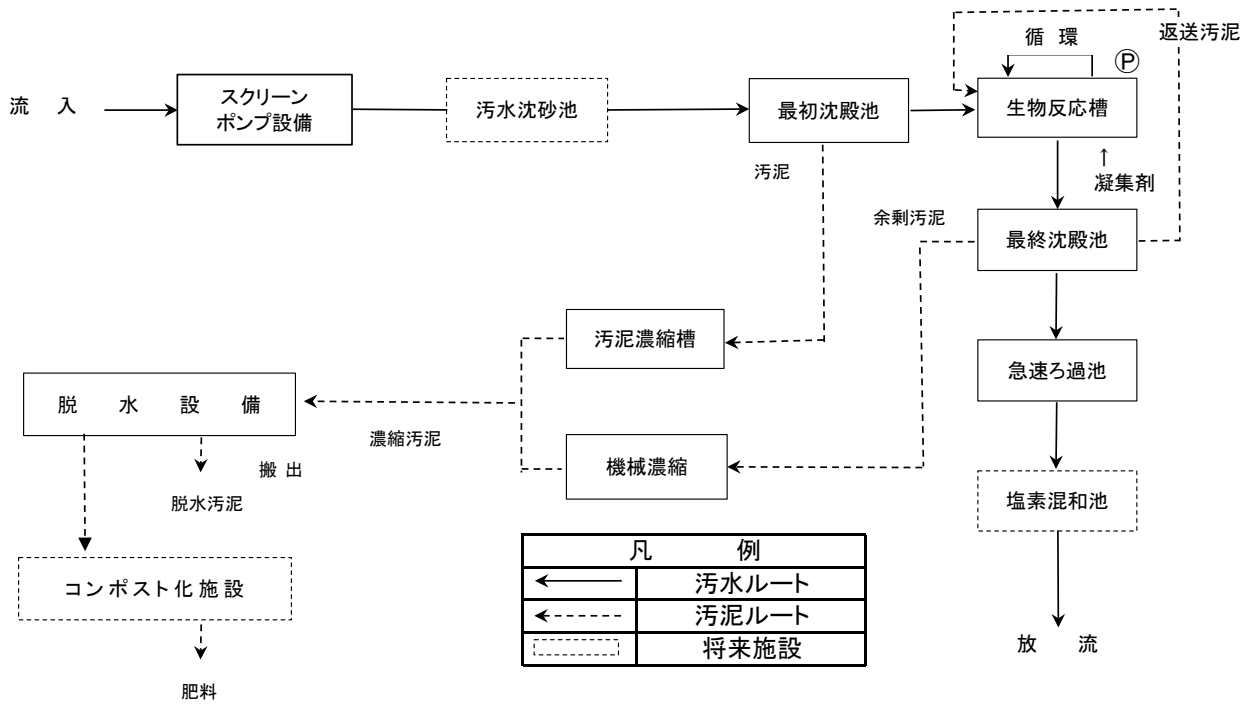 返送汚泥
循 環
Ⓟ
流 入
スクリーン
ポンプ設備
汚水沈砂池
最初沈殿池
生物反応槽
汚泥
↑
凝集剤
余剰汚泥
最終沈殿池
汚泥濃縮槽
急速ろ過池
脱 水 設 備
濃縮汚泥
機械濃縮
搬 出
脱水汚泥
塩素混和池
凡 例
汚水ルート
汚泥ルート
将来施設
コンポスト化施設
放 流
肥料